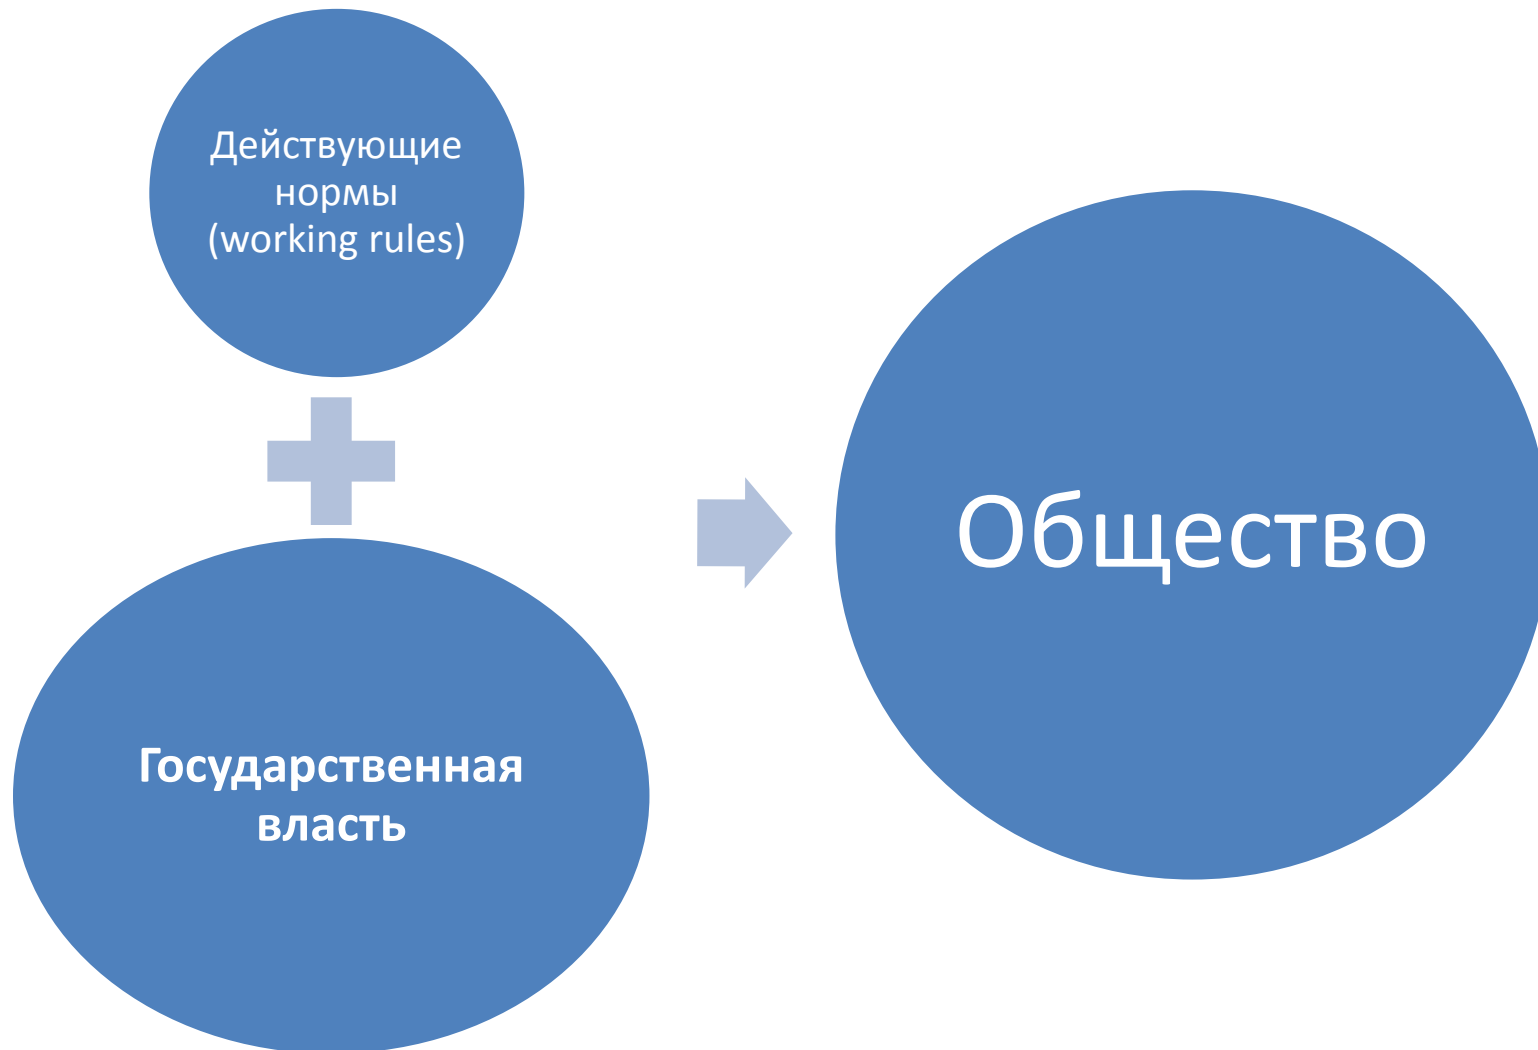 Действующие
нормы
(working rules)
Государственная
власть
Общество